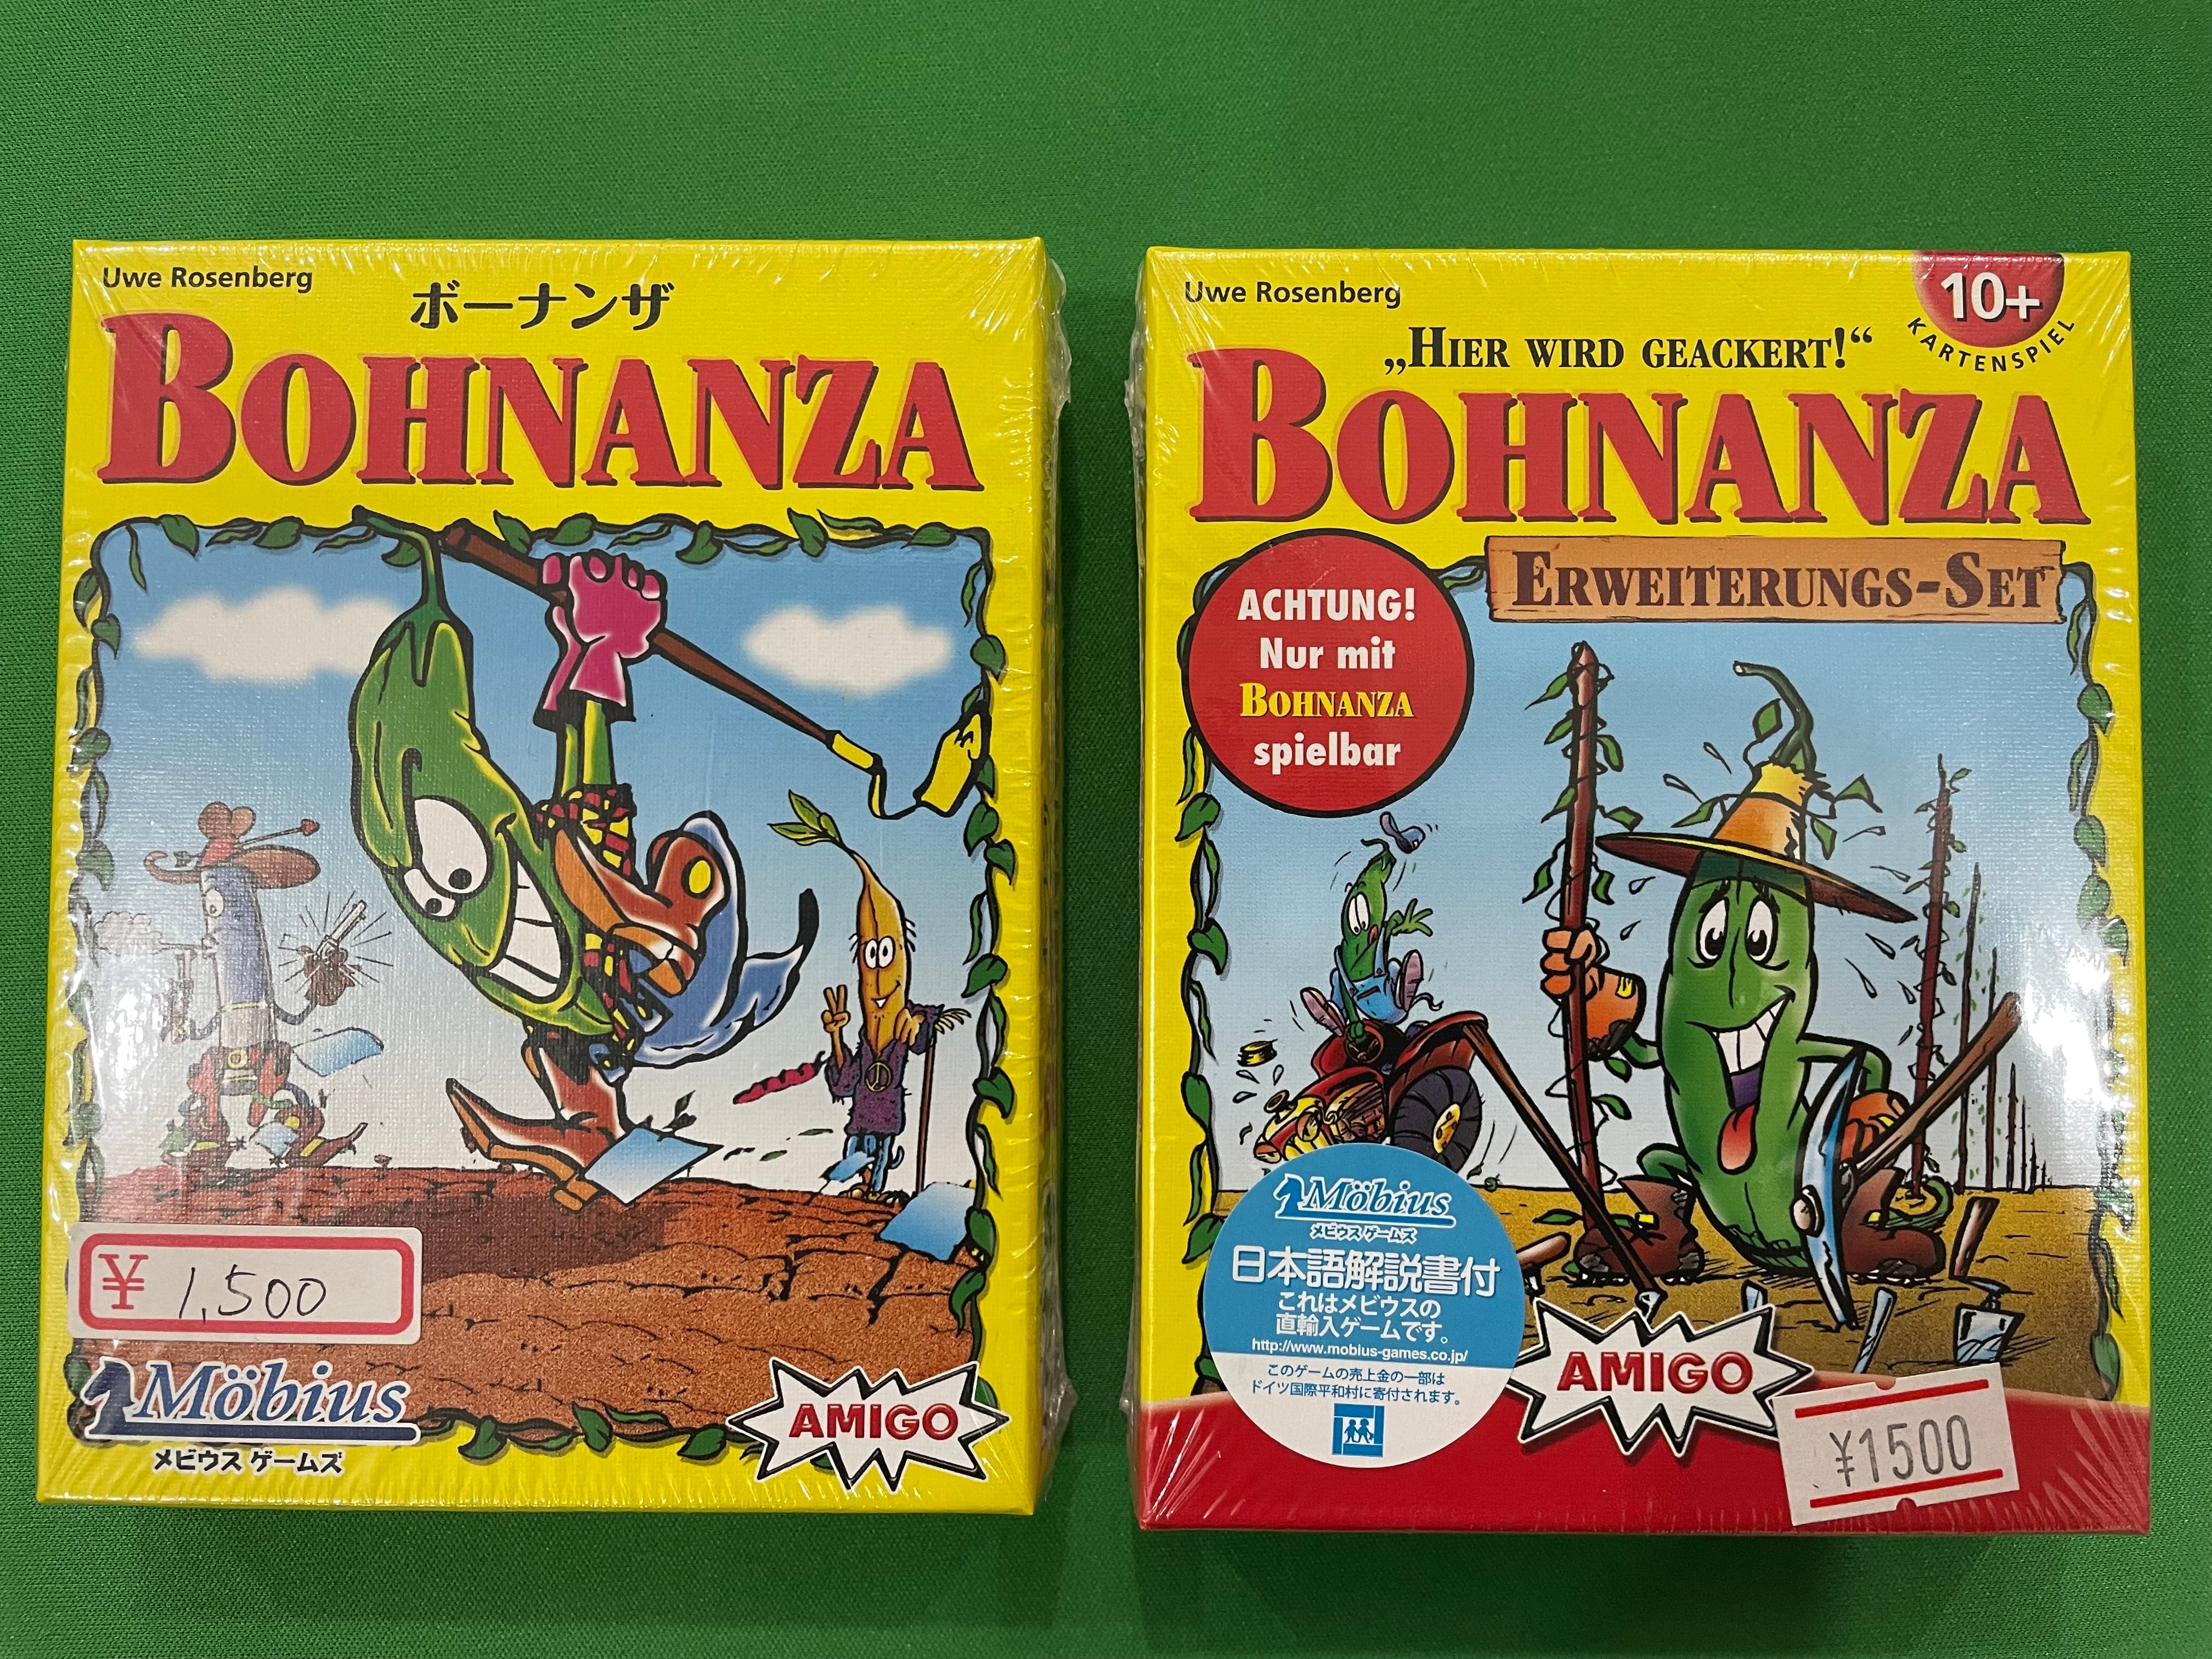 Uwe Rosenberg
ボーナンザ
BOHNANZA
¥ 1,500
Möbius
メビウス ゲームズ
AMIGO
Uwe Rosenberg
10+
KARTENSPIEL
„HIER WIRD GEACKERT!“
BOHNANZA
ERWEITERUNGS-SET
ACHTUNG!
Nur mit
BOHNANZA
spielbar
Möbius
メビウス ゲームズ
日本語解説書付
これはメビウスの
直輸入ゲームです。
http://www.mobius-games.co.jp/
このゲームの売上金の一部は
ドイツ国際平和村に寄付されます。
AMIGO
¥1500